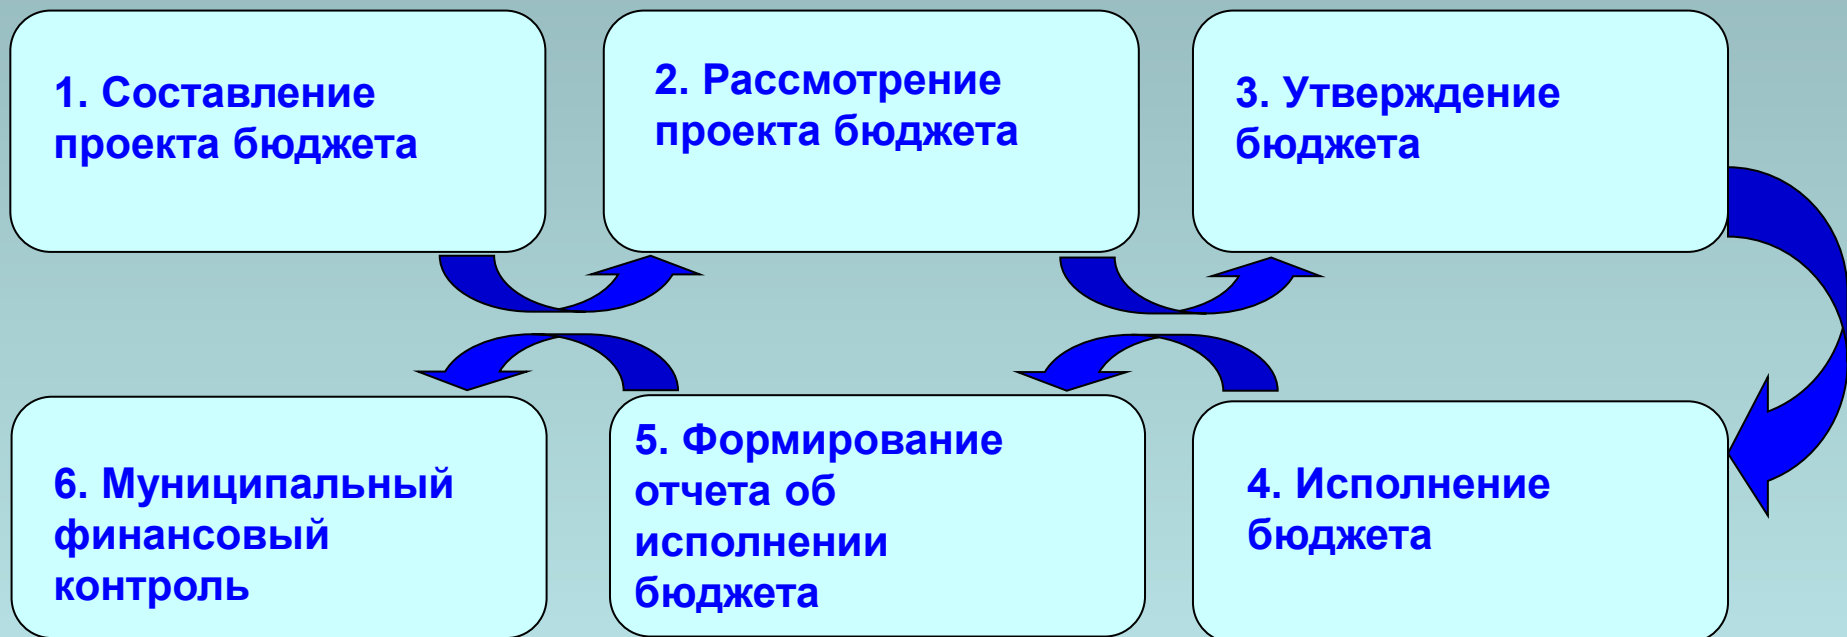 1. Составление
проекта бюджета
2. Рассмотрение
проекта бюджета
3. Утверждение
бюджета
4. Исполнение
бюджета
5. Формирование
отчета об
исполнении
бюджета
6. Муниципальный
финансовый
контроль